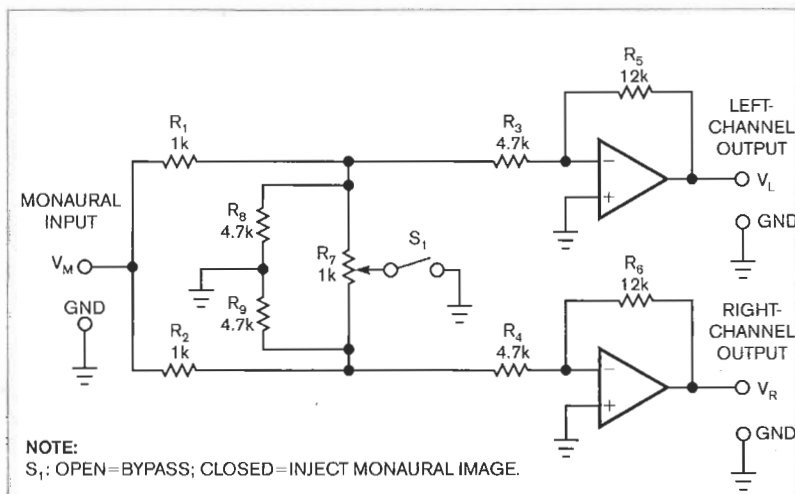 R5
12k
LEFT-
CHANNEL
OUTPUT
R1
1k
R3
4.7k
−
+
VL
MONAURAL
INPUT
R8
4.7k
S1
GND
VM
R7
1k
R6
12k
GND
R9
4.7k
RIGHT-
CHANNEL
OUTPUT
R2
1k
R4
4.7k
−
+
VR
GND
NOTE:
S1: OPEN=BYPASS; CLOSED=INJECT MONAURAL IMAGE.